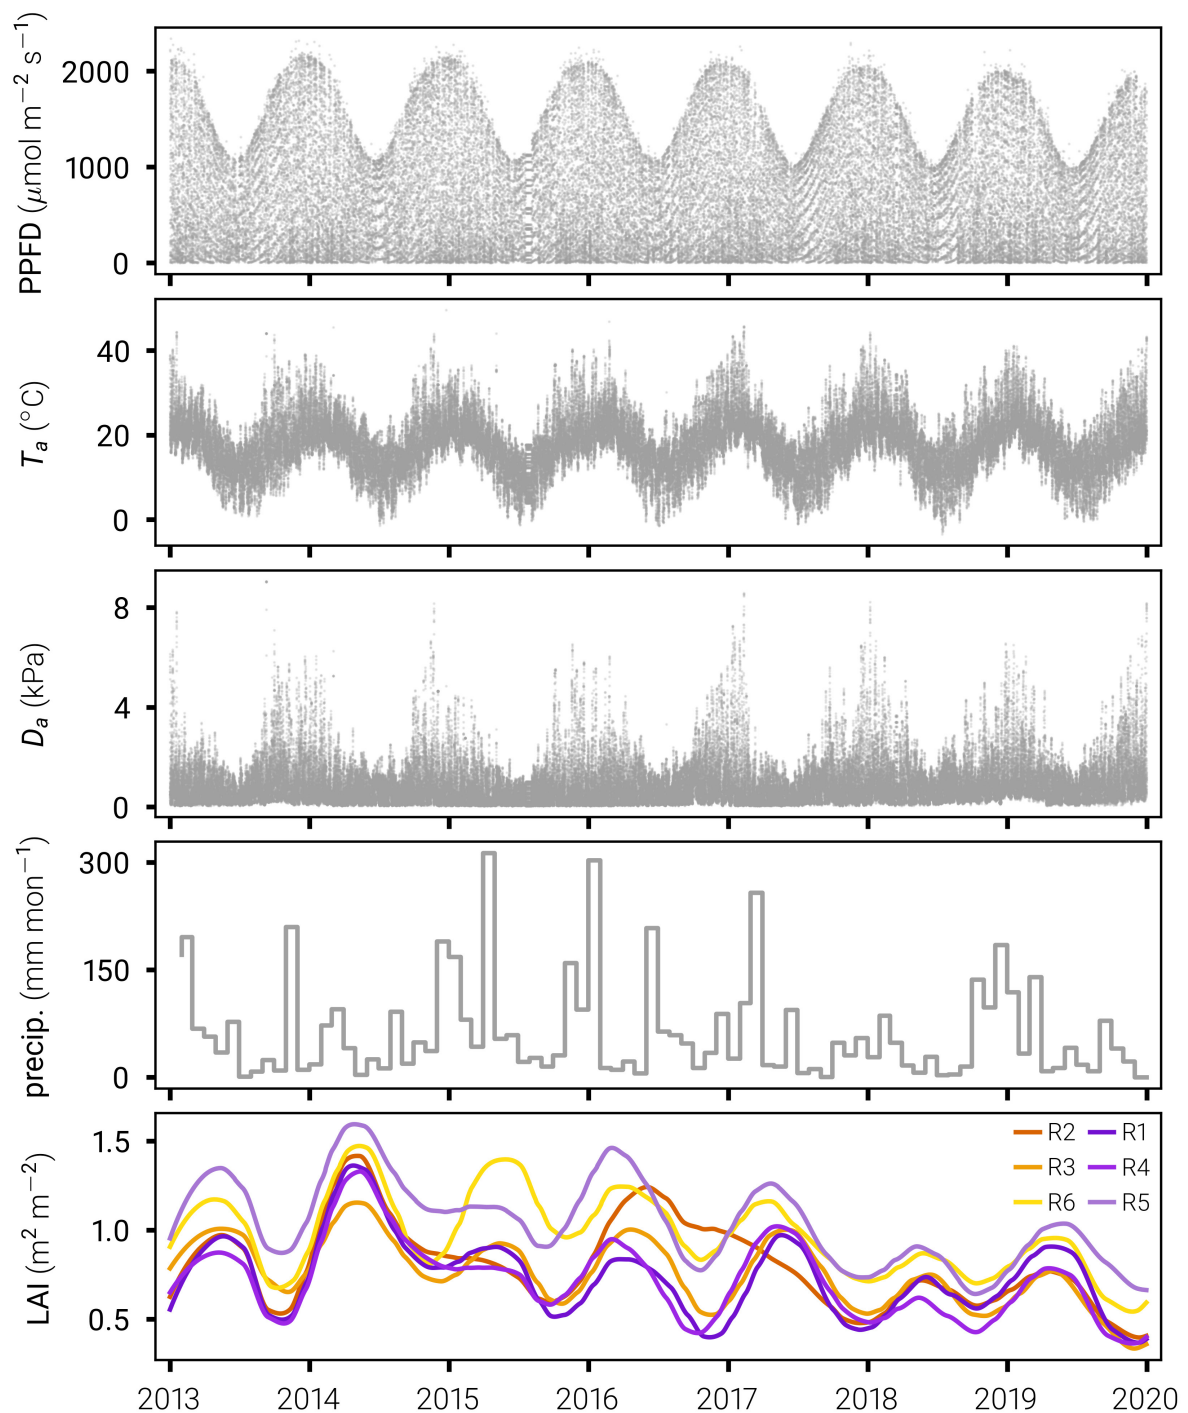 PPFD (μmol m−2 s−1)
2000
1000
0
Ta (°C)
40
20
0
Da (kPa)
8
4
0
precip. (mm mon−1)
300
150
0
LAI (m2 m−2)
1.5
1.0
0.5
R2 R1
R3 R4
R6 R5
2013 2014 2015 2016 2017 2018 2019 2020